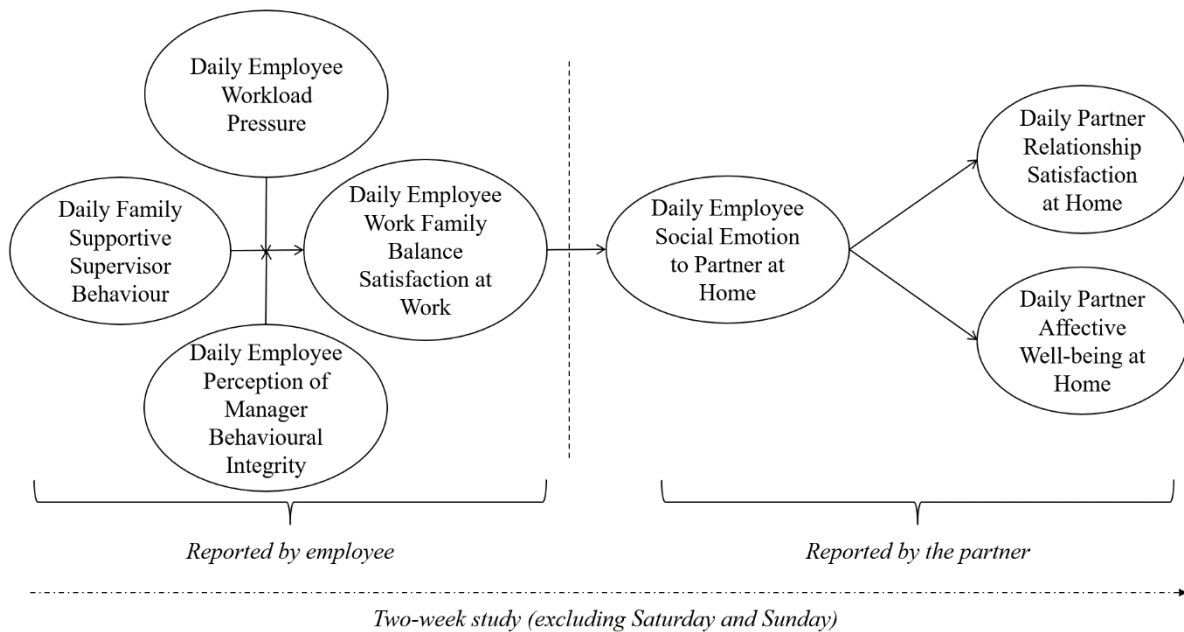 Daily Employee
Workload
Pressure
Daily Family
Supportive
Supervisor
Behaviour
Daily Employee
Work Family
Balance
Satisfaction at
Work
Daily Employee
Perception of
Manager
Behavioural
Integrity
Daily Employee
Social Emotion
to Partner at
Home
Daily Partner
Relationship
Satisfaction
at Home
Daily Partner
Affective
Well-being at
Home
Reported by employee
Reported by the partner
Two-week study (excluding Saturday and Sunday)